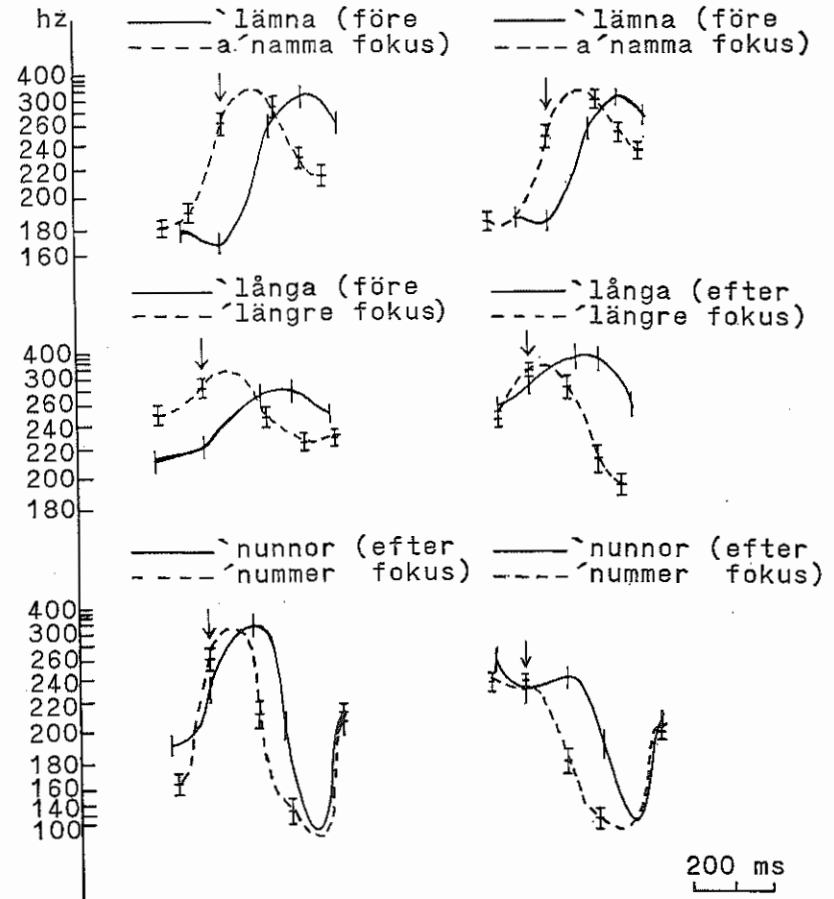 hz
`lämna (före
a´namma fokus)
`lämna (före
a´namma fokus)
400
300
260
240
220
200
180
160
`långa (före
´längre fokus)
`långa (efter
´längre fokus)
400
300
260
240
220
200
180
`nunnor (efter
´nummer fokus)
`nunnor (efter
´nummer fokus)
400
300
260
240
220
200
180
160
140
100
200 ms